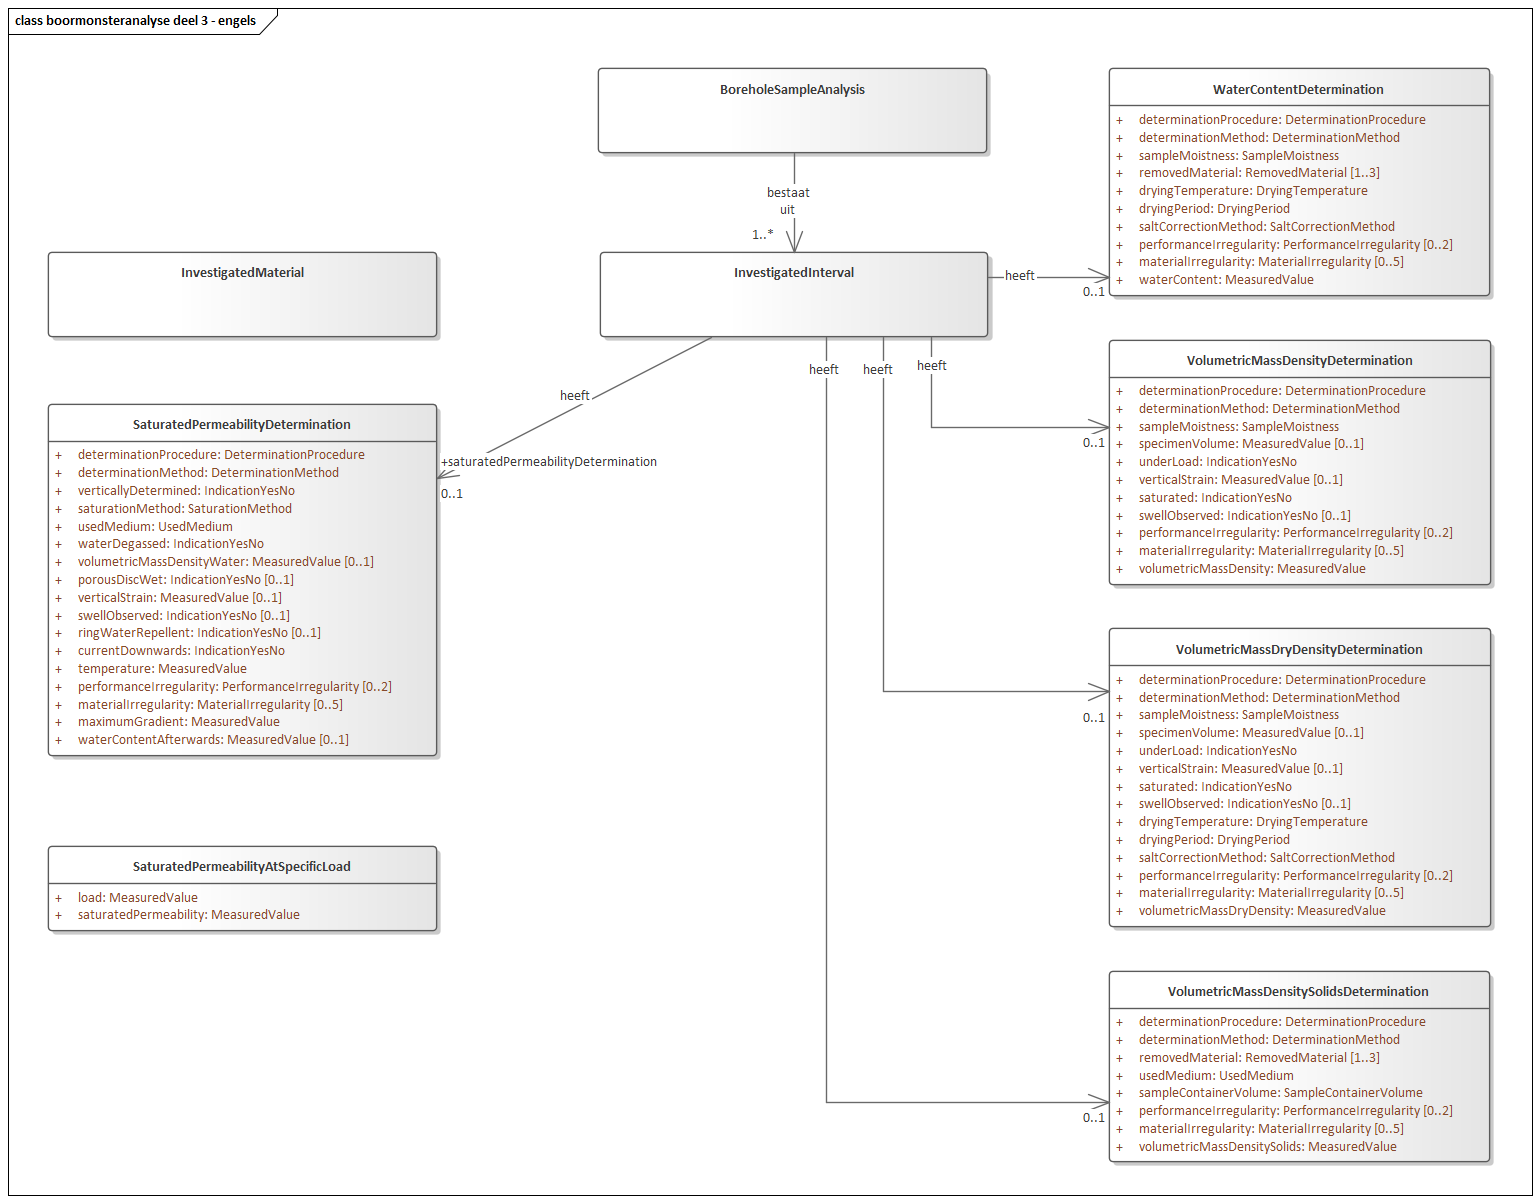 class boormonsteranalyse deel 3 - engels
BoreholeSampleAnalysis
bestaat
uit
1..*
InvestigatedMaterial
InvestigatedInterval
heeft
0..1
heeft
heeft
heeft
heeft
+saturatedPermeabilityDetermination
0..1
0..1
0..1
0..1
SaturatedPermeabilityDetermination
+ determinationProcedure: DeterminationProcedure
+ determinationMethod: DeterminationMethod
+ verticallyDetermined: IndicationYesNo
+ saturationMethod: SaturationMethod
+ usedMedium: UsedMedium
+ waterDegassed: IndicationYesNo
+ volumetricMassDensityWater: MeasuredValue [0..1]
+ porousDiscWet: IndicationYesNo [0..1]
+ verticalStrain: MeasuredValue [0..1]
+ swellObserved: IndicationYesNo [0..1]
+ ringWaterRepellent: IndicationYesNo [0..1]
+ currentDownwards: IndicationYesNo
+ temperature: MeasuredValue
+ performanceIrregularity: PerformanceIrregularity [0..2]
+ materialIrregularity: MaterialIrregularity [0..5]
+ maximumGradient: MeasuredValue
+ waterContentAfterwards: MeasuredValue [0..1]
SaturatedPermeabilityAtSpecificLoad
+ load: MeasuredValue
+ saturatedPermeability: MeasuredValue
WaterContentDetermination
+ determinationProcedure: DeterminationProcedure
+ determinationMethod: DeterminationMethod
+ sampleMoistness: SampleMoistness
+ removedMaterial: RemovedMaterial [1..3]
+ dryingTemperature: DryingTemperature
+ dryingPeriod: DryingPeriod
+ saltCorrectionMethod: SaltCorrectionMethod
+ performanceIrregularity: PerformanceIrregularity [0..2]
+ materialIrregularity: MaterialIrregularity [0..5]
+ waterContent: MeasuredValue
VolumetricMassDensityDetermination
+ determinationProcedure: DeterminationProcedure
+ determinationMethod: DeterminationMethod
+ sampleMoistness: SampleMoistness
+ specimenVolume: MeasuredValue [0..1]
+ underLoad: IndicationYesNo
+ verticalStrain: MeasuredValue [0..1]
+ saturated: IndicationYesNo
+ swellObserved: IndicationYesNo [0..1]
+ performanceIrregularity: PerformanceIrregularity [0..2]
+ materialIrregularity: MaterialIrregularity [0..5]
+ volumetricMassDensity: MeasuredValue
VolumetricMassDryDensityDetermination
+ determinationProcedure: DeterminationProcedure
+ determinationMethod: DeterminationMethod
+ sampleMoistness: SampleMoistness
+ specimenVolume: MeasuredValue [0..1]
+ underLoad: IndicationYesNo
+ verticalStrain: MeasuredValue [0..1]
+ saturated: IndicationYesNo
+ swellObserved: IndicationYesNo [0..1]
+ dryingTemperature: DryingTemperature
+ dryingPeriod: DryingPeriod
+ saltCorrectionMethod: SaltCorrectionMethod
+ performanceIrregularity: PerformanceIrregularity [0..2]
+ materialIrregularity: MaterialIrregularity [0..5]
+ volumetricMassDryDensity: MeasuredValue
VolumetricMassDensitySolidsDetermination
+ determinationProcedure: DeterminationProcedure
+ determinationMethod: DeterminationMethod
+ removedMaterial: RemovedMaterial [1..3]
+ usedMedium: UsedMedium
+ sampleContainerVolume: SampleContainerVolume
+ performanceIrregularity: PerformanceIrregularity [0..2]
+ materialIrregularity: MaterialIrregularity [0..5]
+ volumetricMassDensitySolids: MeasuredValue